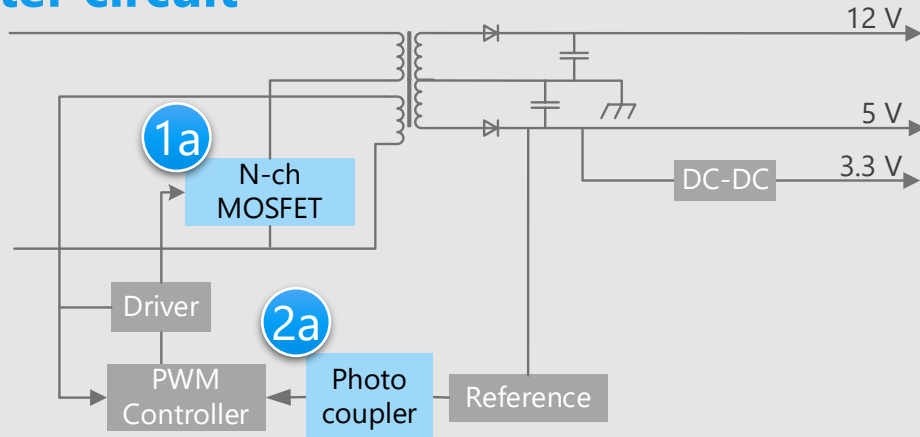 12 V
1a
5 V
N-ch
MOSFET
DC-DC
3.3 V
Driver
2a
PWM
Controller
Photo
coupler
Reference